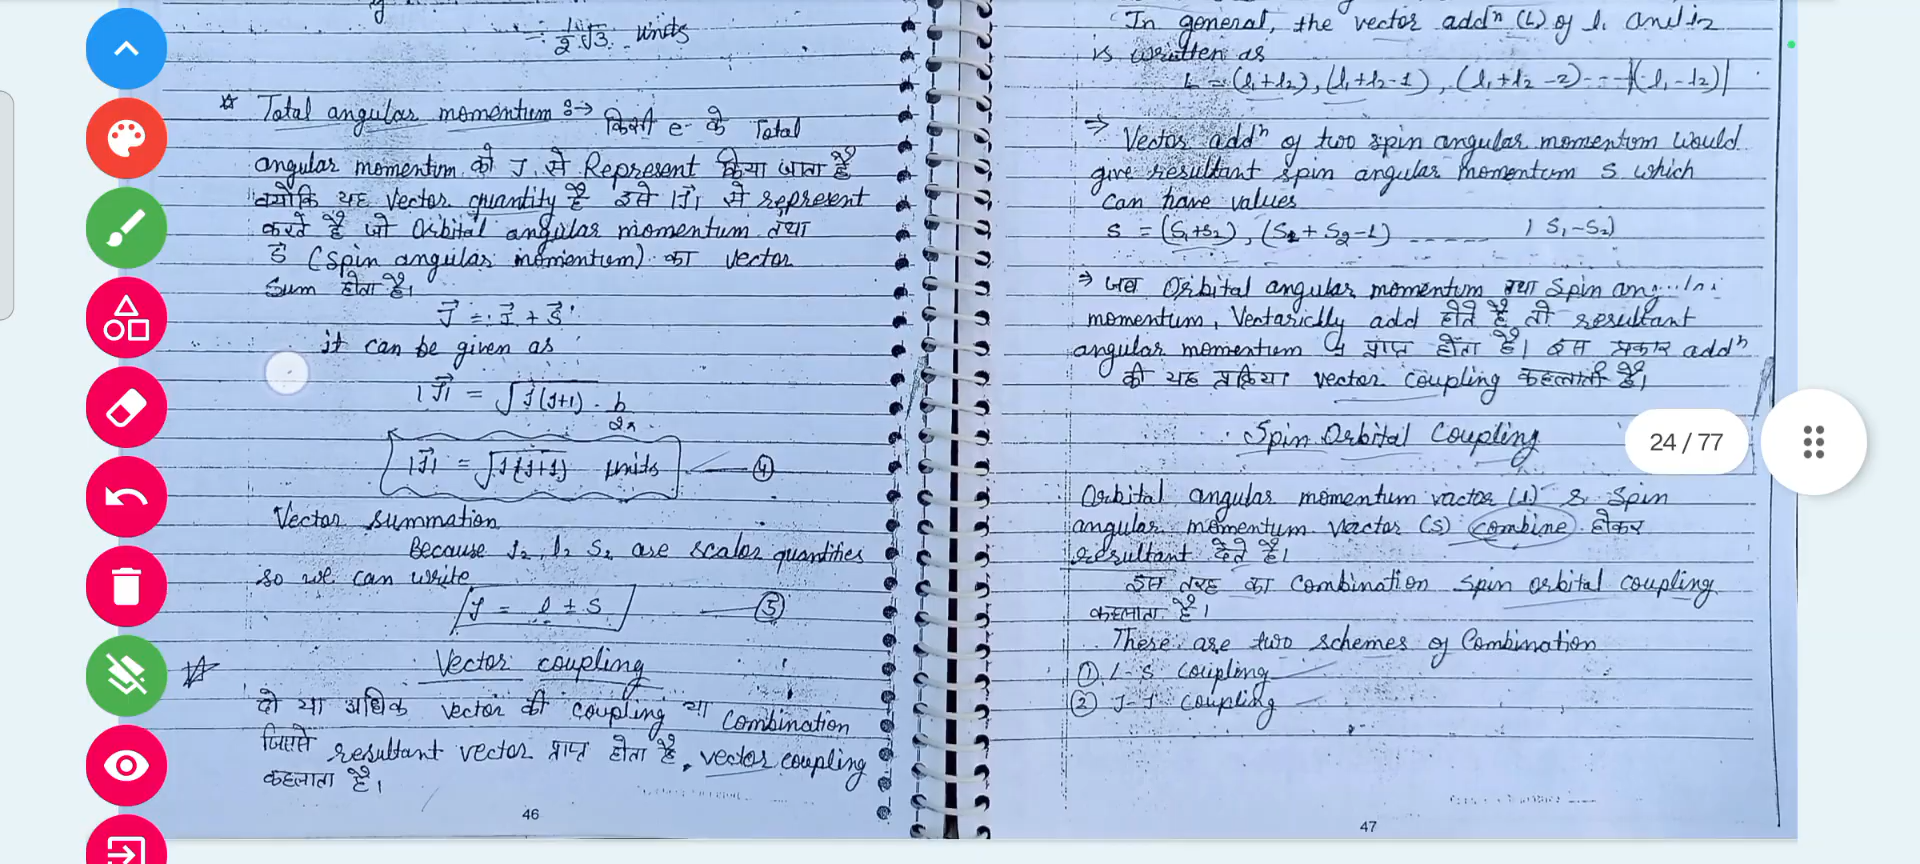 = ħ/2 √3 units
☆ Total angular momentum :→ किसी e- के Total
angular momentum को J से Represent किया जाता है
क्योंकि यह vector quantity है इसे |J⃗| से represent
करते हैं जो Orbital angular momentum तथा
S⃗ (spin angular momentum) का vector
sum होता है।
J⃗ = L⃗ + S⃗
it can be given as
|J⃗| = √J(J+1) · h/2π
|J⃗| = √J(J+1) units ④
Vector summation
Because J₂, l₂ S₂ are scalar quantities
so we can write
J = l ± S ⑤
☆ Vector coupling
दो या अधिक vector की coupling या Combination
जिससे resultant vector प्राप्त होता है, vector coupling
कहलाता है।
46
In general, the vector addⁿ (L) of l₁ and l2
is written as
L = (l₁+l₂), (l₁+l₂-1), (l₁+l₂-2)---|(l₁-l₂)|
⇒ Vector addⁿ of two spin angular momentum would
give resultant spin angular momentum S which
can have values
S = (S₁+S₂), (S₁+S₂-1) ------ | S₁-S₂)
⇒ जब Orbital angular momentum तथा Spin
momentum, Ventarickly add होते हैं तो resultant
angular momentum प्राप्त होता है। इस प्रकार addⁿ
की यह प्रक्रिया vector coupling कहलाती है।
Spin Orbital Coupling
24 / 77
Orbital angular momentum vactor (l) & Spin
angular momentum vactor (S) combine होकर
resultant देते हैं।
इस तरह का Combination spin orbital coupling
कहलाता है।
These are two schemes of Combination
① L-S Coupling
② J-J Coupling
47